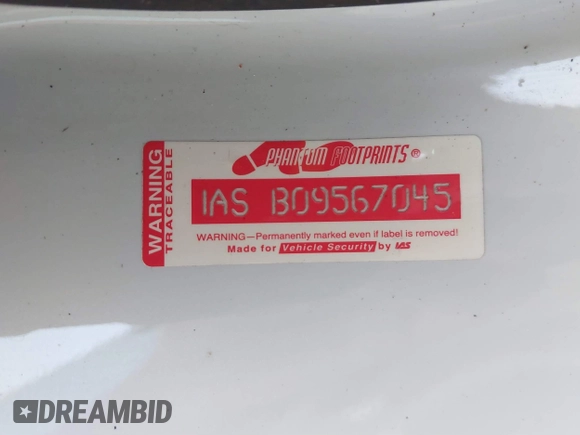 WARNING
TRACEABLE
PHANTOM FOOTPRINTS®
IAS B09567045
WARNING—Permanently marked even if label is removed!
Made for Vehicle Security by IAS
DREAMBID